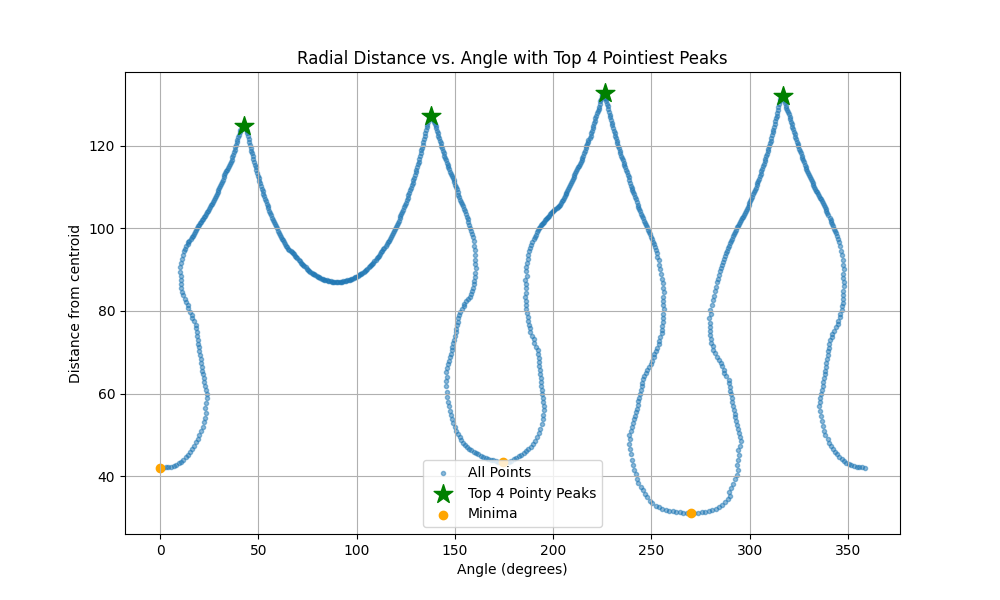 Radial Distance vs. Angle with Top 4 Pointiest Peaks
Distance from centroid
120
100
80
60
40
All Points
Top 4 Pointy Peaks
Minima
0 50 100 150 200 250 300 350
Angle (degrees)